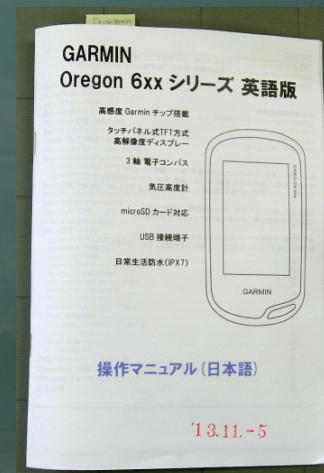 GARMIN
Oregon 6xx シリーズ 英語版
高感度 Garmin チップ搭載
タッチパネル式TFT方式
高解像度ディスプレー
3 軸 電子コンパス
気圧高度計
microSD カード対応
USB 接続端子
日常生活防水(IPX7)
GARMIN
操作マニュアル(日本語)
'13.11.-5